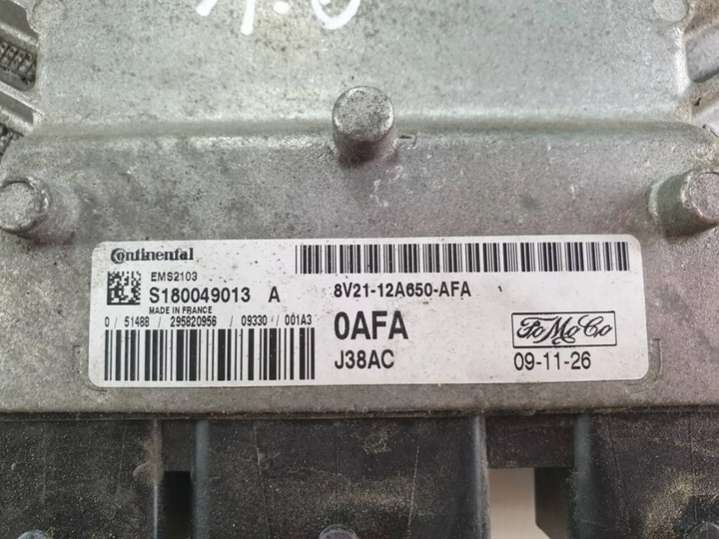 Continental
EMS2103
S180049013 A
MADE IN FRANCE
0 / 51488 / 295820956 / 09330 / 001A3
8V21-12A650-AFA
0AFA
J38AC
FoMoCo
09-11-26